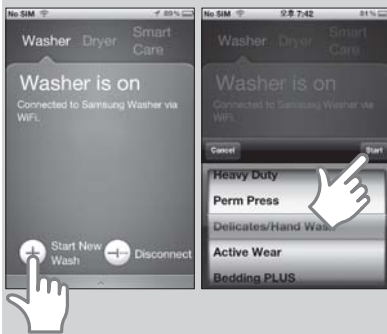 No SIM 89%
Washer Dryer Smart
Care
Washer is on
Connected to Samsung Washer via
WiFi.
Start New
Wash
Disconnect
No SIM 오후 7:42 81%
Washer Dryer Smart
Care
Washer is on
Connected to Samsung Washer via
WiFi.
Cancel Start
Heavy Duty
Perm Press
Delicates/Hand Was
Active Wear
Bedding PLUS